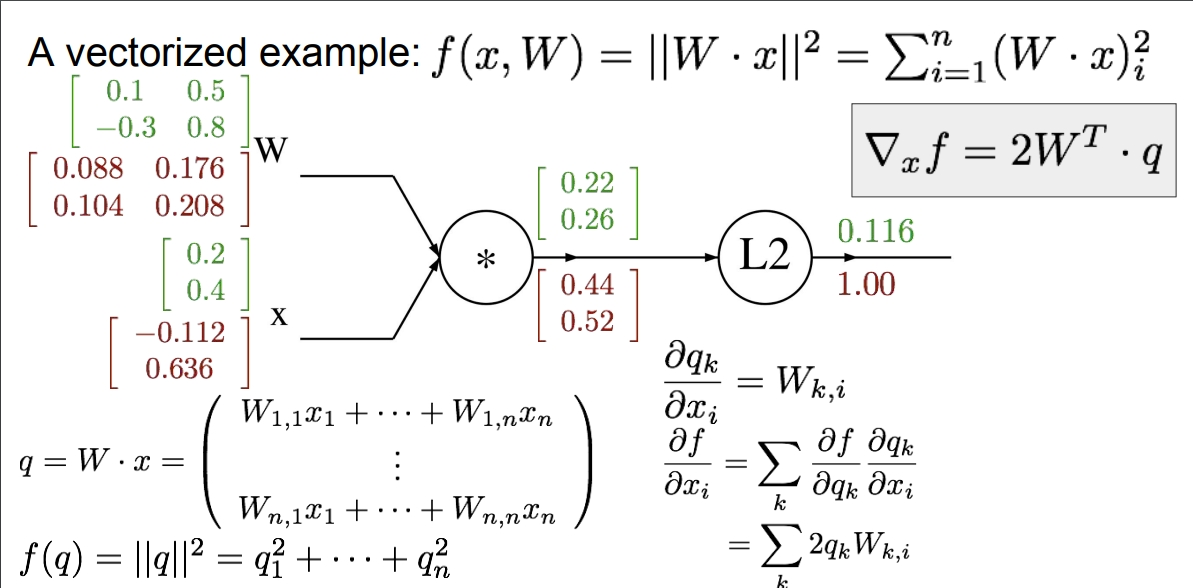 A vectorized example: f(x, W) = ||W · x||² = ∑ⁿᵢ₌₁(W · x)²ᵢ
[ 0.1 0.5
−0.3 0.8 ]
W
[ 0.088 0.176
0.104 0.208 ]
[ 0.2
0.4 ]
x
[ −0.112
0.636 ]
*
[ 0.22
0.26 ]
[ 0.44
0.52 ]
L2
0.116
1.00
∇ₓf = 2Wᵀ · q
q = W · x = ( W₁,₁x₁ + ··· + W₁,ₙxₙ
⋮
Wₙ,₁x₁ + ··· + Wₙ,ₙxₙ )
f(q) = ||q||² = q₁² + ··· + qₙ²
∂qₖ/∂xᵢ = Wₖ,ᵢ
∂f/∂xᵢ = ∑ₖ ∂f/∂qₖ ∂qₖ/∂xᵢ
= ∑ₖ 2qₖWₖ,ᵢ